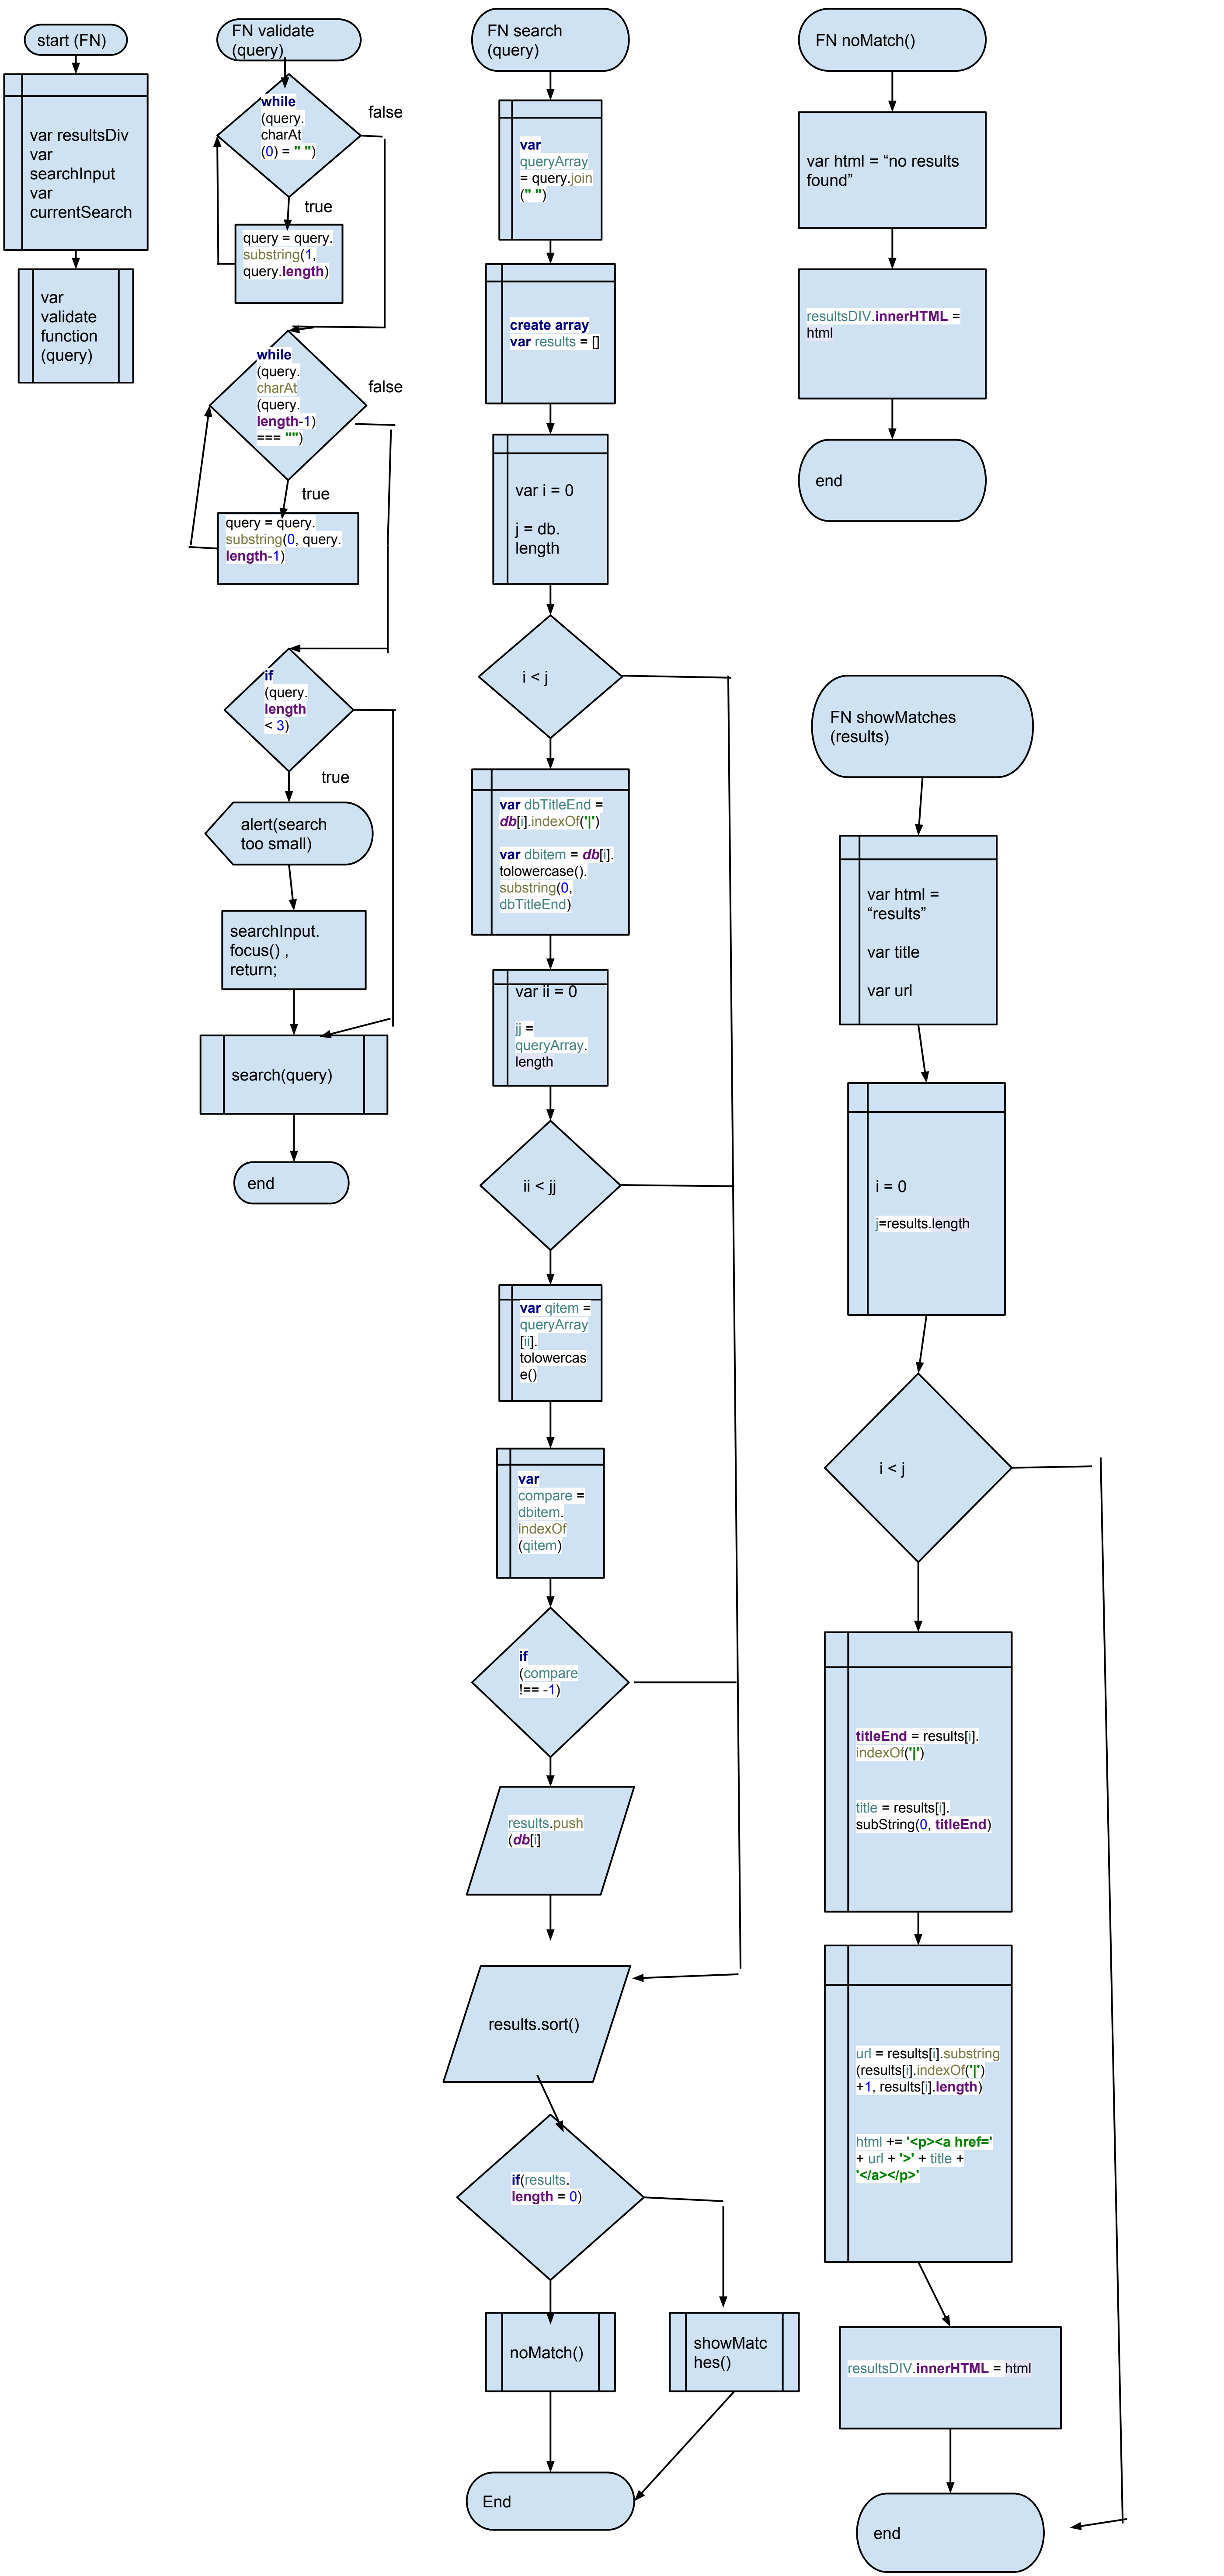 start (FN)
var resultsDiv
var
searchInput
var
currentSearch
var
validate
function
(query)
FN validate
(query)
while
(query.
charAt
(0) = " ")
false
true
query = query.
substring(1,
query.length)
while
(query.
charAt
(query.
length-1)
=== "")
false
true
query = query.
substring(0, query.
length-1)
if
(query.
length
< 3)
true
alert(search
too small)
searchInput.
focus() ,
return;
search(query)
end
FN search
(query)
var
queryArray
= query.join
(" ")
create array
var results = []
var i = 0
j = db.
length
i < j
var dbTitleEnd =
db[i].indexOf('|')
var dbitem = db[i].
tolowercase().
substring(0,
dbTitleEnd)
var ii = 0
jj =
queryArray.
length
ii < jj
var qitem =
queryArray
[ii].
tolowercas
e()
var
compare =
dbitem.
indexOf
(qitem)
if
(compare
!== -1)
results.push
(db[i]
results.sort()
if(results.
length = 0)
noMatch()
showMatc
hes()
End
FN noMatch()
var html = “no results
found”
resultsDIV.innerHTML =
html
end
FN showMatches
(results)
var html =
“results”
var title
var url
i = 0
j=results.length
i < j
titleEnd = results[i].
indexOf('|')
title = results[i].
subString(0, titleEnd)
url = results[i].substring
(results[i].indexOf('|')
+1, results[i].length)
html += '<p><a href='
+ url + '>' + title +
'</a></p>'
resultsDIV.innerHTML = html
end